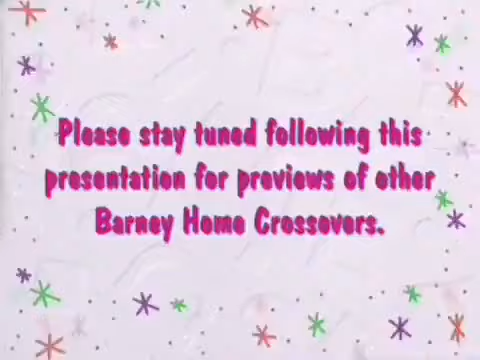 Please stay tuned following this
presentation for previews of other
Barney Home Crossovers.